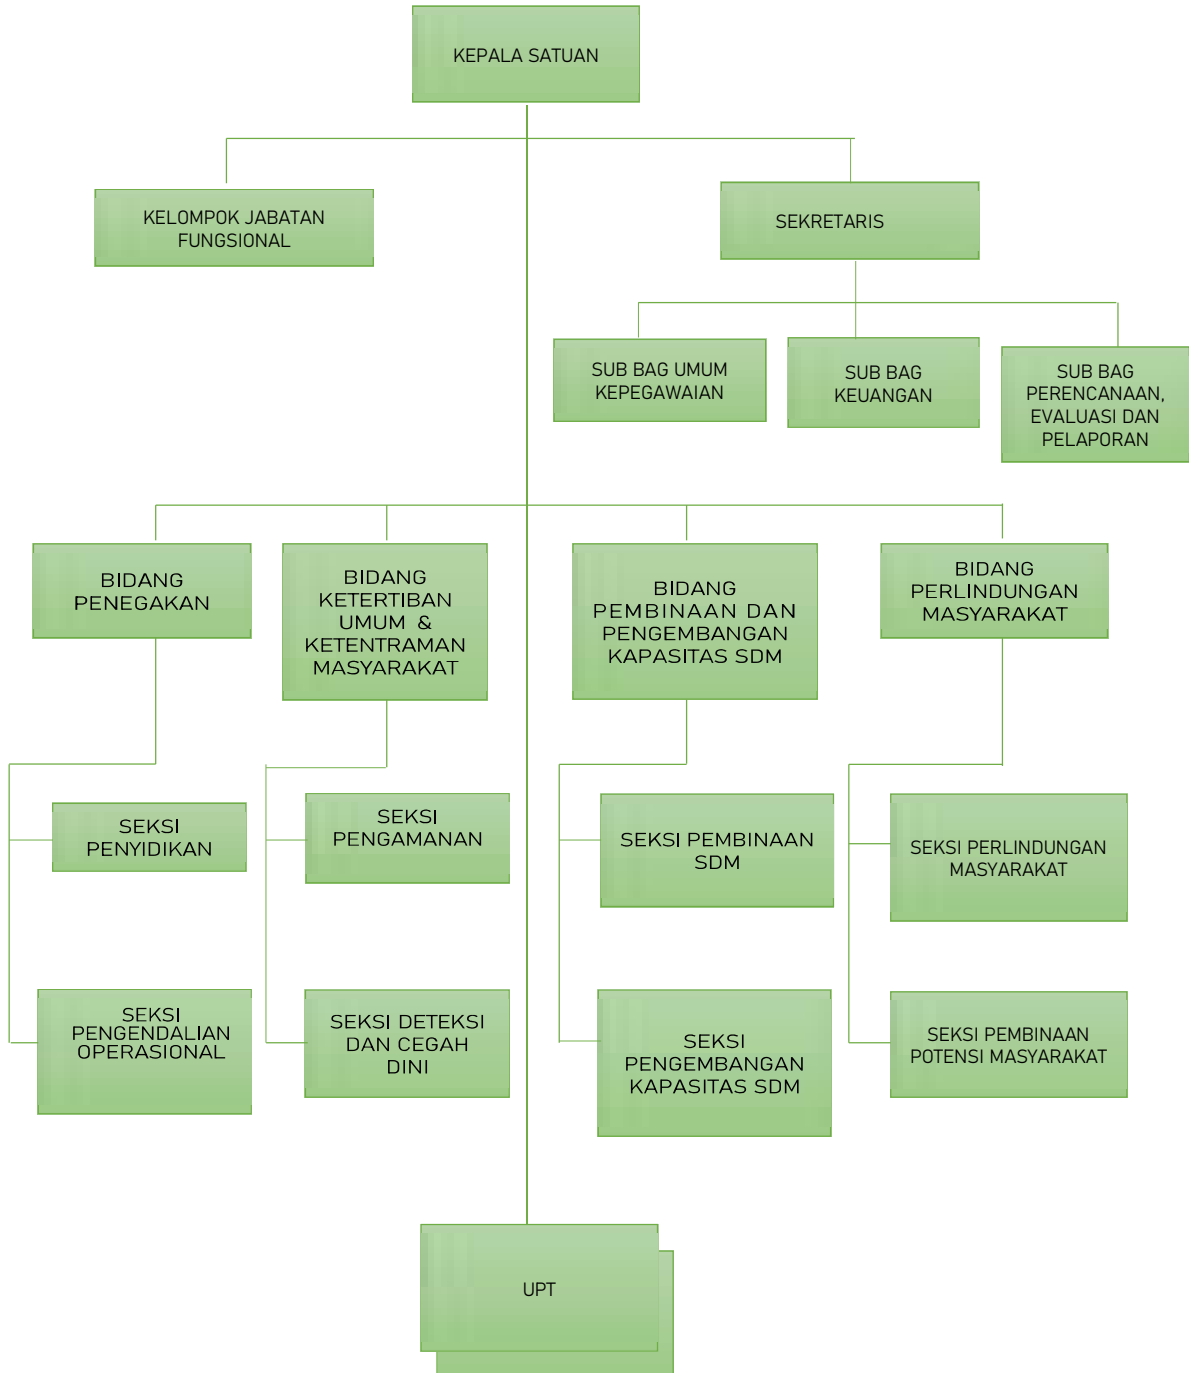 KEPALA SATUAN
KELOMPOK JABATAN
FUNGSIONAL
SEKRETARIS
SUB BAG UMUM
KEPEGAWAIAN
SUB BAG
KEUANGAN
SUB BAG
PERENCANAAN,
EVALUASI DAN
PELAPORAN
BIDANG
PENEGAKAN
BIDANG
KETERTIBAN
UMUM &
KETENTRAMAN
MASYARAKAT
BIDANG
PEMBINAAN DAN
PENGEMBANGAN
KAPASITAS SDM
BIDANG
PERLINDUNGAN
MASYARAKAT
SEKSI
PENYIDIKAN
SEKSI
PENGAMANAN
SEKSI PEMBINAAN
SDM
SEKSI PERLINDUNGAN
MASYARAKAT
SEKSI
PENGENDALIAN
OPERASIONAL
SEKSI DETEKSI
DAN CEGAH
DINI
SEKSI
PENGEMBANGAN
KAPASITAS SDM
SEKSI PEMBINAAN
POTENSI MASYARAKAT
UPT